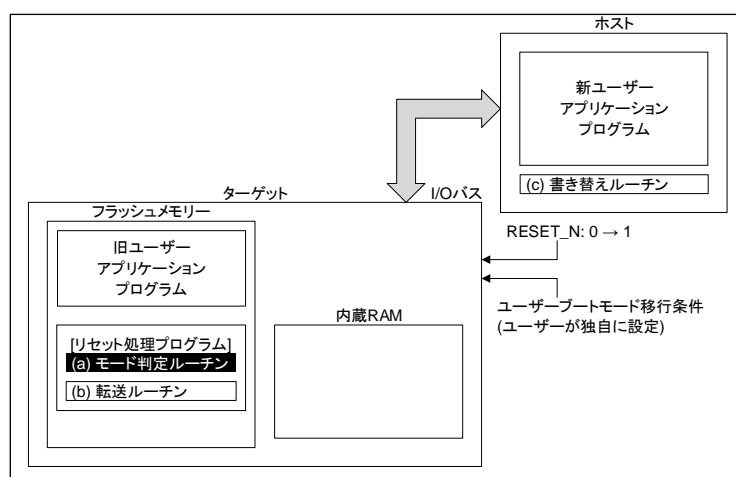 ホスト
新ユーザー
アプリケーション
プログラム
(c) 書き替えルーチン
ターゲット
I/Oバス
フラッシュメモリー
旧ユーザー
アプリケーション
プログラム
[リセット処理プログラム]
(a) モード判定ルーチン
(b) 転送ルーチン
内蔵RAM
RESET_N: 0 → 1
ユーザーブートモード移行条件
(ユーザーが独自に設定)